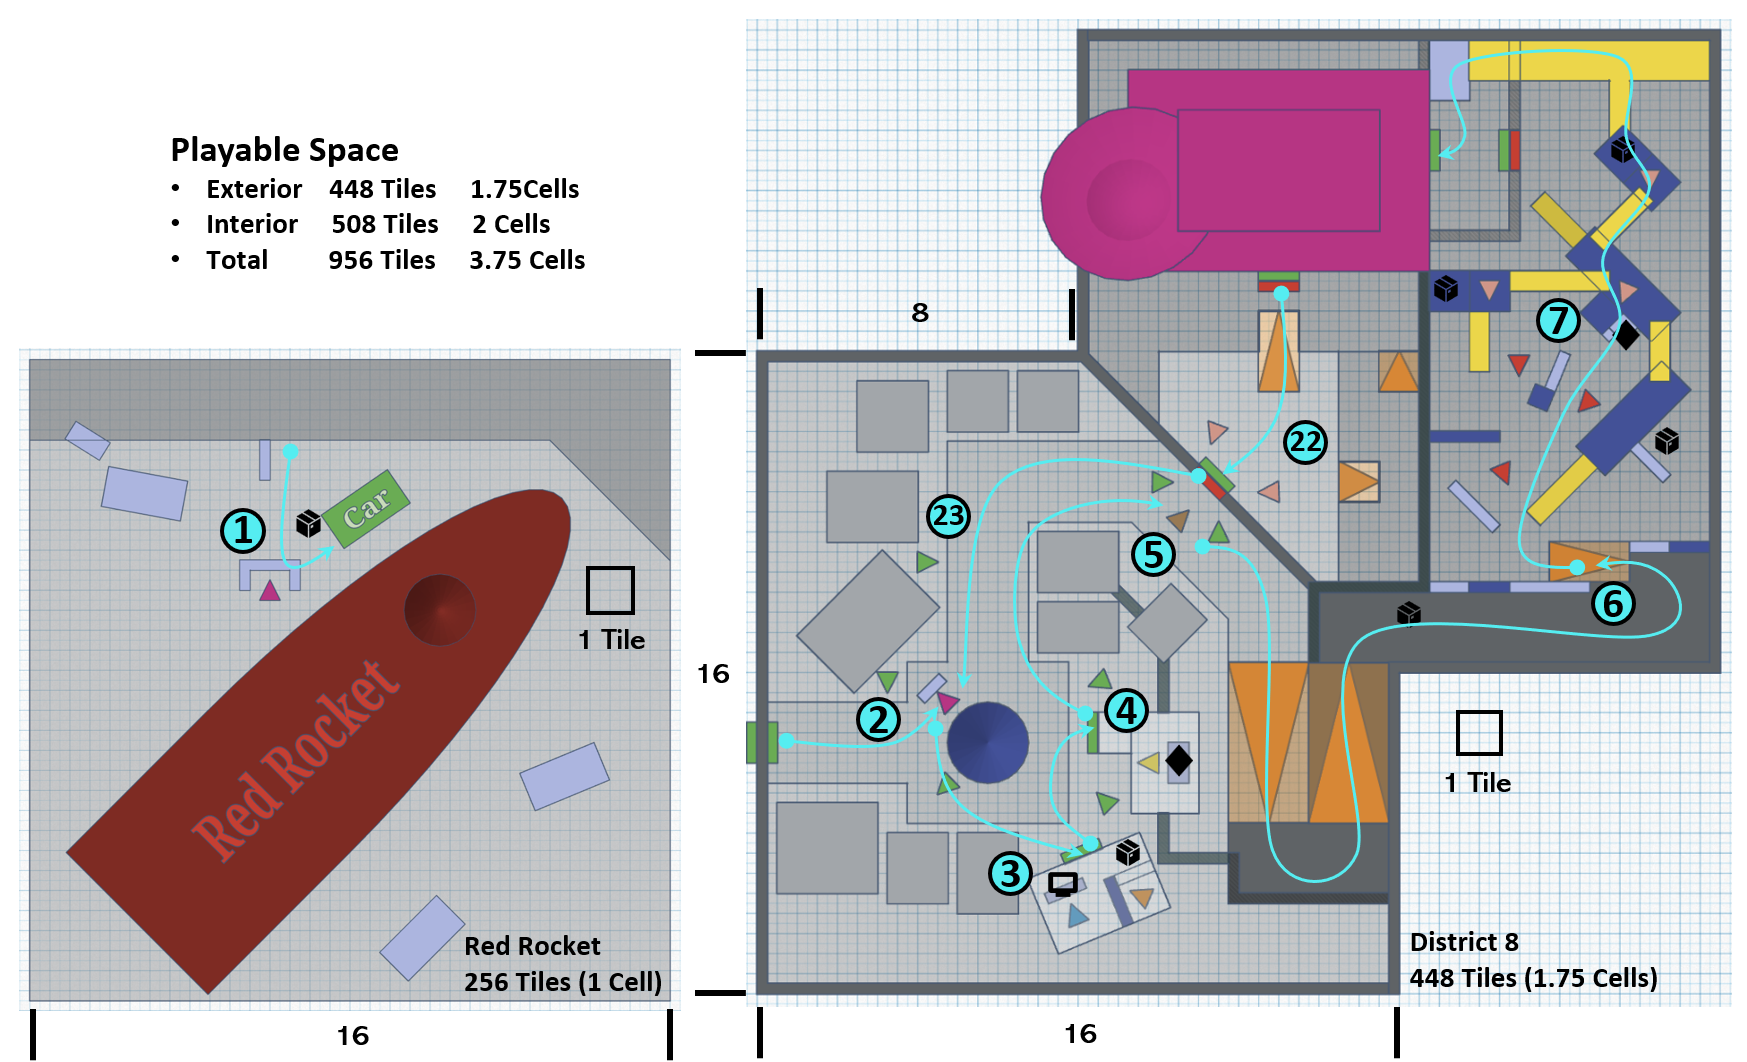 Playable Space
• Exterior 448 Tiles 1.75Cells
• Interior 508 Tiles 2 Cells
• Total 956 Tiles 3.75 Cells
8
7
22
1
Car
23
5
1 Tile
6
16
Red Rocket
2
4
1 Tile
3
Red Rocket
256 Tiles (1 Cell)
District 8
448 Tiles (1.75 Cells)
16
16